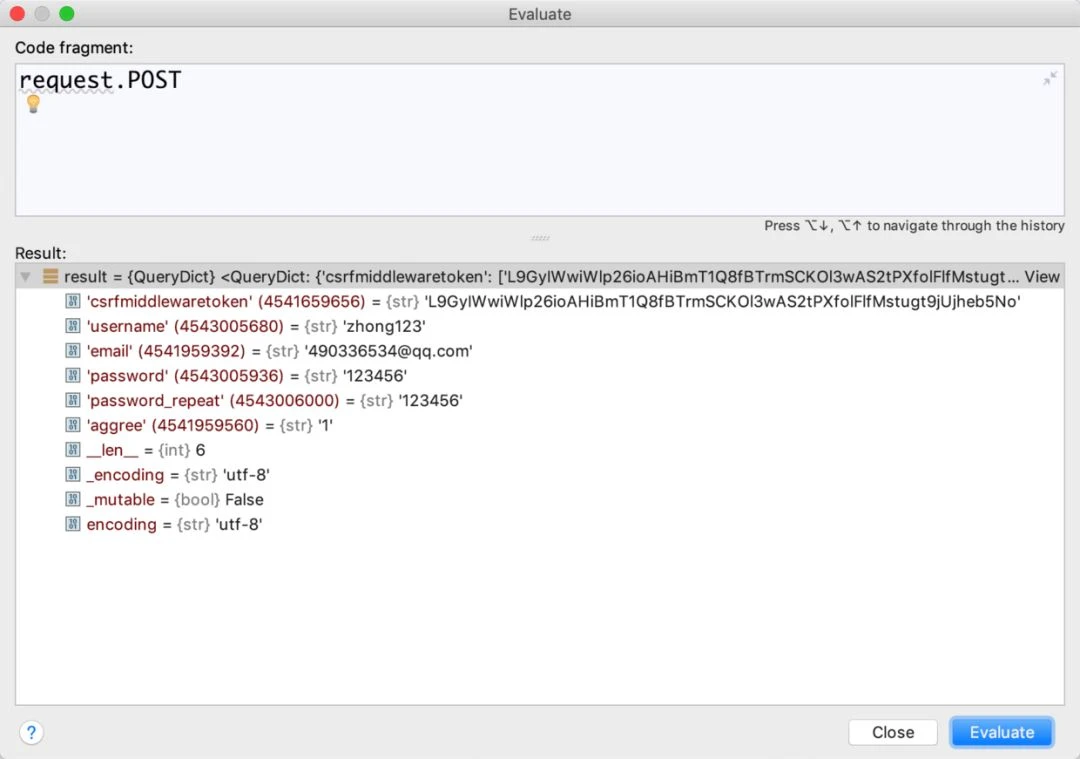 Evaluate
Code fragment:
request.POST
Press ⌥↓, ⌥↑ to navigate through the history
Result:
result = {QueryDict} <QueryDict: {'csrfmiddlewaretoken': ['L9GylWwiWlp26ioAHiBmT1Q8fBTrmSCKOl3wAS2tPXfolFlfMstugt... View
'csrfmiddlewaretoken' (4541659656) = {str} 'L9GylWwiWlp26ioAHiBmT1Q8fBTrmSCKOl3wAS2tPXfolFlfMstugt9jUjheb5No'
'username' (4543005680) = {str} 'zhong123'
'email' (4541959392) = {str} '490336534@qq.com'
'password' (4543005936) = {str} '123456'
'password_repeat' (4543006000) = {str} '123456'
'aggree' (4541959560) = {str} '1'
__len__ = {int} 6
_encoding = {str} 'utf-8'
_mutable = {bool} False
encoding = {str} 'utf-8'
?
Close
Evaluate